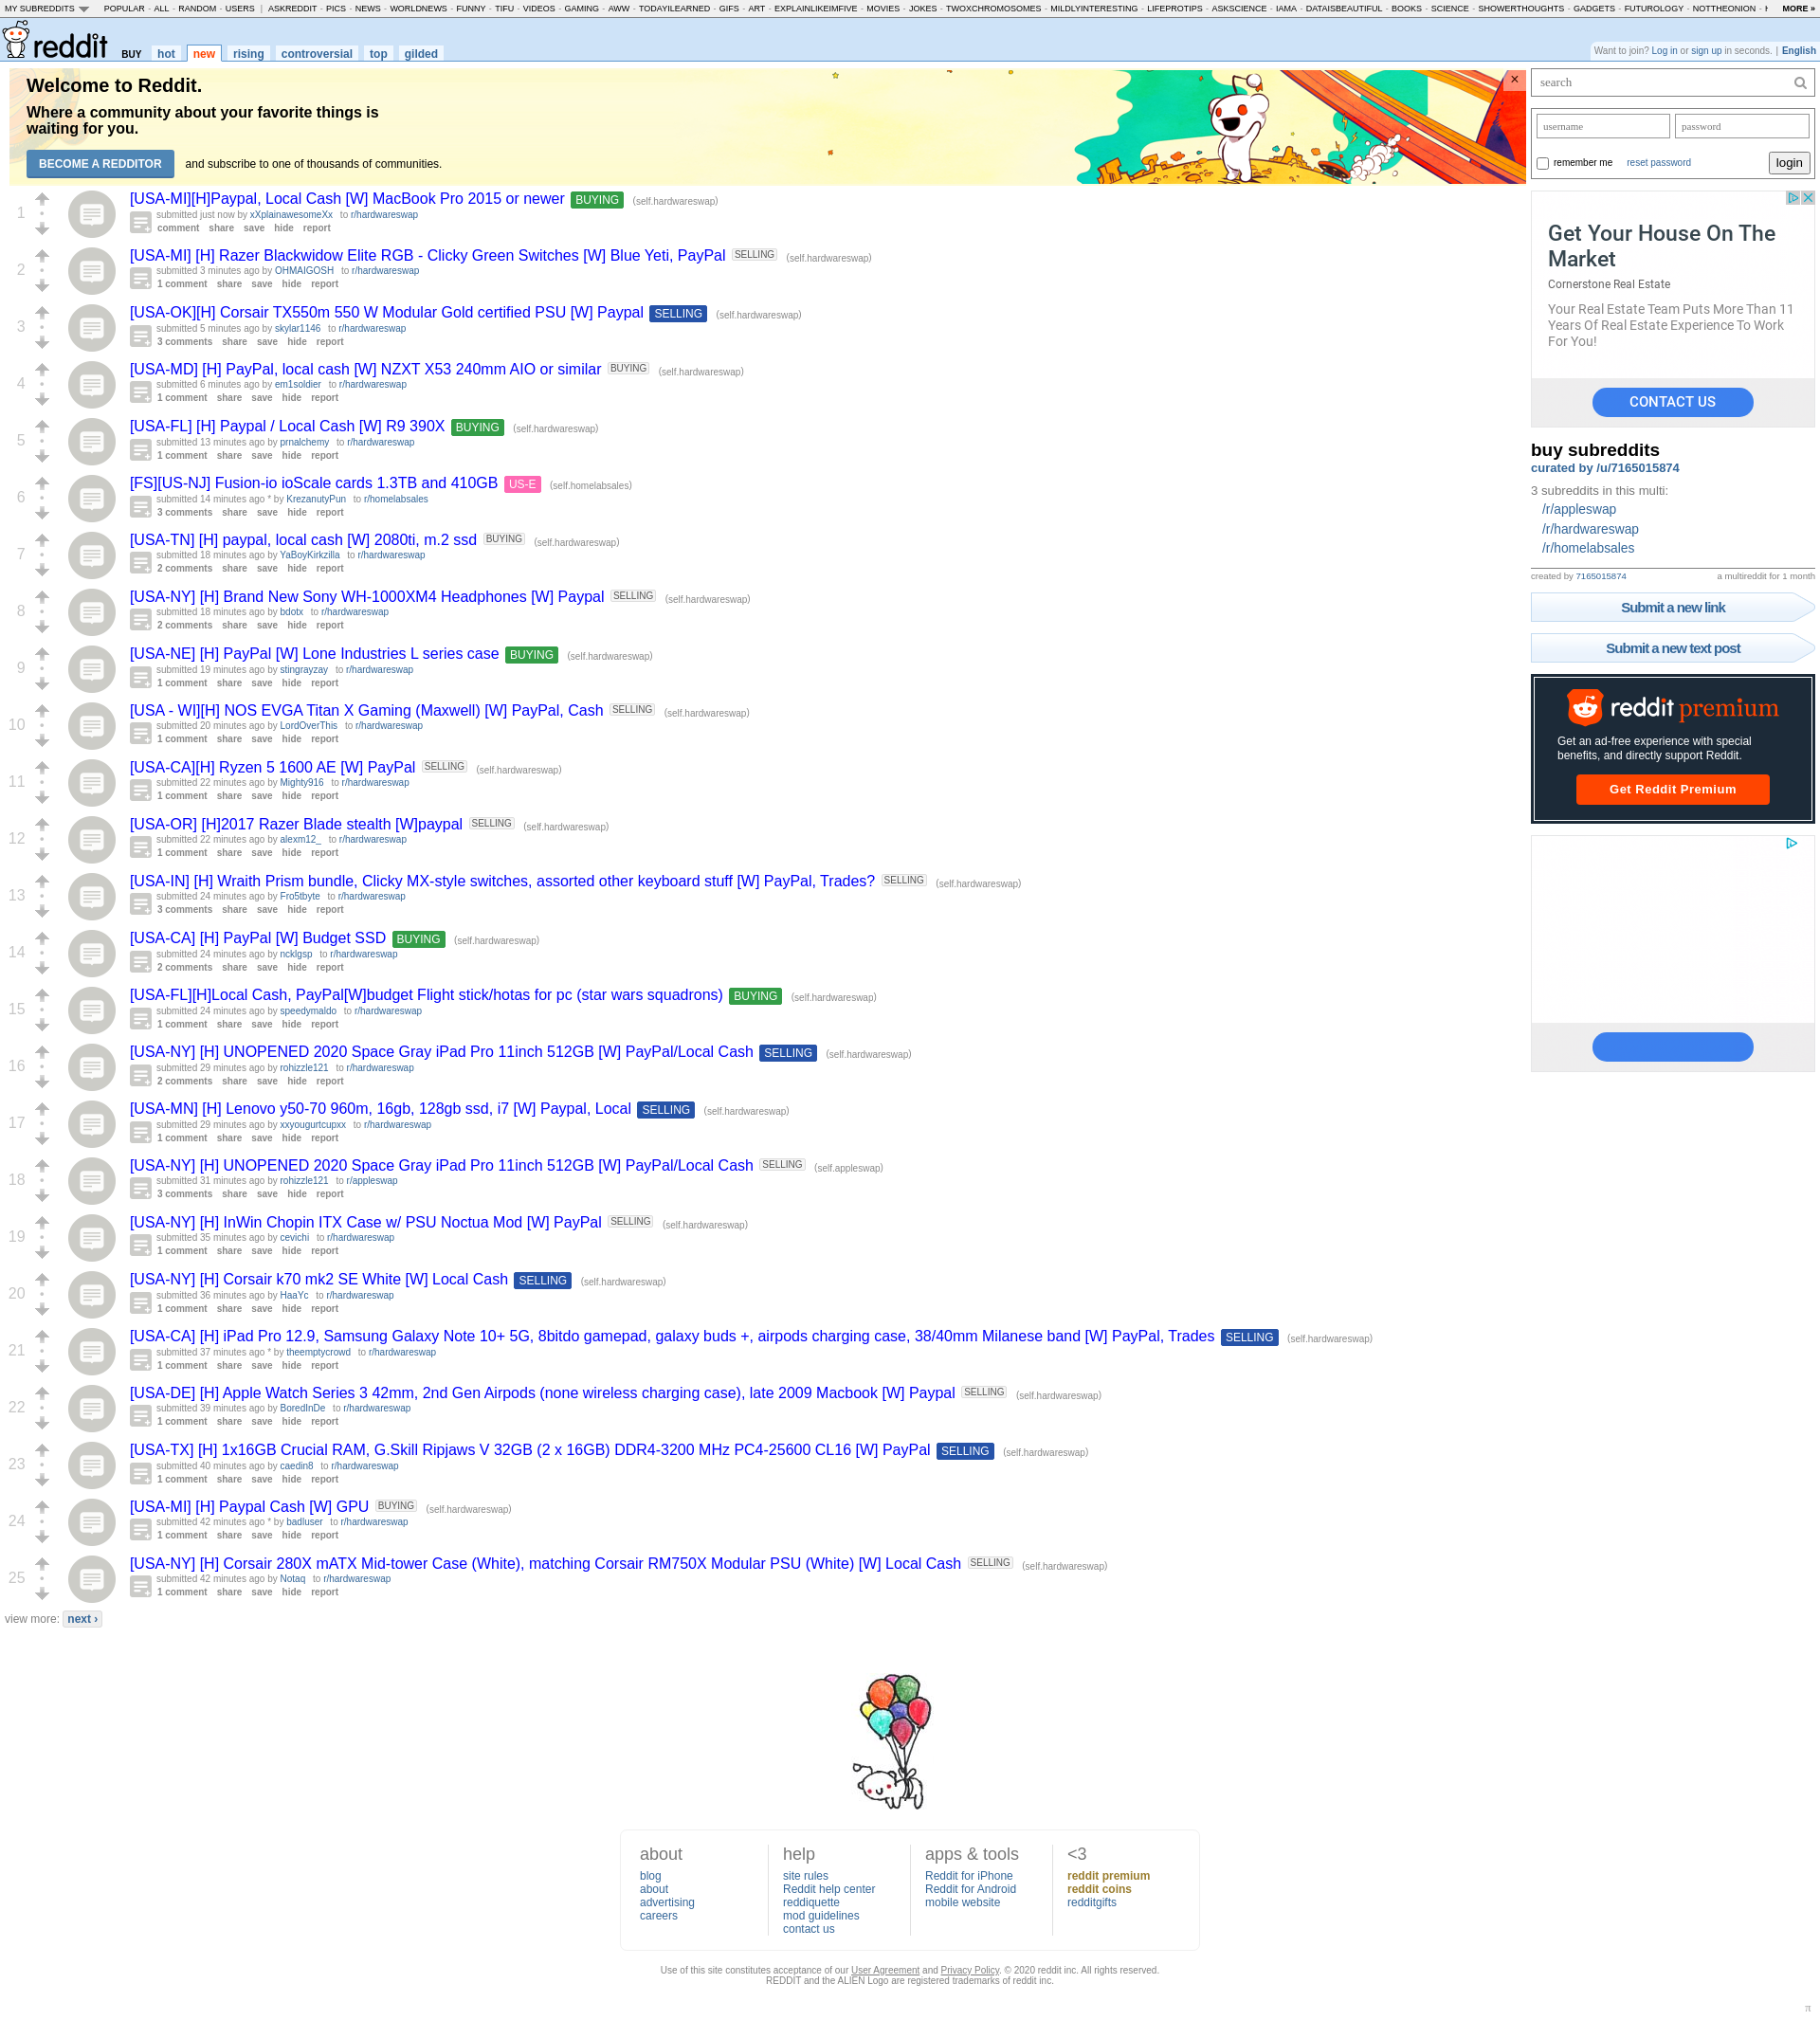 MY SUBREDDITS POPULAR - ALL - RANDOM - USERS | ASKREDDIT - PICS - NEWS - WORLDNEWS - FUNNY - TIFU - VIDEOS - GAMING - AWW - TODAYILEARNED - GIFS - ART - EXPLAINLIKEIMFIVE - MOVIES - JOKES - TWOXCHROMOSOMES - MILDLYINTERESTING - LIFEPROTIPS - ASKSCIENCE - IAMA - DATAISBEAUTIFUL - BOOKS - SCIENCE - SHOWERTHOUGHTS - GADGETS - FUTUROLOGY - NOTTHEONION - MORE »
reddit BUY hot new rising controversial top gilded
Want to join? Log in or sign up in seconds. | English
Welcome to Reddit.
Where a community about your favorite things is
waiting for you.
BECOME A REDDITOR and subscribe to one of thousands of communities.
×
1
[USA-MI][H]Paypal, Local Cash [W] MacBook Pro 2015 or newer BUYING (self.hardwareswap)
submitted just now by xXplainawesomeXx to r/hardwareswap
comment share save hide report
2
[USA-MI] [H] Razer Blackwidow Elite RGB - Clicky Green Switches [W] Blue Yeti, PayPal SELLING (self.hardwareswap)
submitted 3 minutes ago by OHMAIGOSH to r/hardwareswap
1 comment share save hide report
3
[USA-OK][H] Corsair TX550m 550 W Modular Gold certified PSU [W] Paypal SELLING (self.hardwareswap)
submitted 5 minutes ago by skylar1146 to r/hardwareswap
3 comments share save hide report
4
[USA-MD] [H] PayPal, local cash [W] NZXT X53 240mm AIO or similar BUYING (self.hardwareswap)
submitted 6 minutes ago by em1soldier to r/hardwareswap
1 comment share save hide report
5
[USA-FL] [H] Paypal / Local Cash [W] R9 390X BUYING (self.hardwareswap)
submitted 13 minutes ago by prnalchemy to r/hardwareswap
1 comment share save hide report
6
[FS][US-NJ] Fusion-io ioScale cards 1.3TB and 410GB US-E (self.homelabsales)
submitted 14 minutes ago * by KrezanutyPun to r/homelabsales
3 comments share save hide report
7
[USA-TN] [H] paypal, local cash [W] 2080ti, m.2 ssd BUYING (self.hardwareswap)
submitted 18 minutes ago by YaBoyKirkzilla to r/hardwareswap
2 comments share save hide report
8
[USA-NY] [H] Brand New Sony WH-1000XM4 Headphones [W] Paypal SELLING (self.hardwareswap)
submitted 18 minutes ago by bdotx to r/hardwareswap
2 comments share save hide report
9
[USA-NE] [H] PayPal [W] Lone Industries L series case BUYING (self.hardwareswap)
submitted 19 minutes ago by stingrayzay to r/hardwareswap
1 comment share save hide report
10
[USA - WI][H] NOS EVGA Titan X Gaming (Maxwell) [W] PayPal, Cash SELLING (self.hardwareswap)
submitted 20 minutes ago by LordOverThis to r/hardwareswap
1 comment share save hide report
11
[USA-CA][H] Ryzen 5 1600 AE [W] PayPal SELLING (self.hardwareswap)
submitted 22 minutes ago by Mighty916 to r/hardwareswap
1 comment share save hide report
12
[USA-OR] [H]2017 Razer Blade stealth [W]paypal SELLING (self.hardwareswap)
submitted 22 minutes ago by alexm12_ to r/hardwareswap
1 comment share save hide report
13
[USA-IN] [H] Wraith Prism bundle, Clicky MX-style switches, assorted other keyboard stuff [W] PayPal, Trades? SELLING (self.hardwareswap)
submitted 24 minutes ago by Fro5tbyte to r/hardwareswap
3 comments share save hide report
14
[USA-CA] [H] PayPal [W] Budget SSD BUYING (self.hardwareswap)
submitted 24 minutes ago by ncklgsp to r/hardwareswap
2 comments share save hide report
15
[USA-FL][H]Local Cash, PayPal[W]budget Flight stick/hotas for pc (star wars squadrons) BUYING (self.hardwareswap)
submitted 24 minutes ago by speedymaldo to r/hardwareswap
1 comment share save hide report
16
[USA-NY] [H] UNOPENED 2020 Space Gray iPad Pro 11inch 512GB [W] PayPal/Local Cash SELLING (self.hardwareswap)
submitted 29 minutes ago by rohizzle121 to r/hardwareswap
2 comments share save hide report
17
[USA-MN] [H] Lenovo y50-70 960m, 16gb, 128gb ssd, i7 [W] Paypal, Local SELLING (self.hardwareswap)
submitted 29 minutes ago by xxyougurtcupxx to r/hardwareswap
1 comment share save hide report
18
[USA-NY] [H] UNOPENED 2020 Space Gray iPad Pro 11inch 512GB [W] PayPal/Local Cash SELLING (self.appleswap)
submitted 31 minutes ago by rohizzle121 to r/appleswap
3 comments share save hide report
19
[USA-NY] [H] InWin Chopin ITX Case w/ PSU Noctua Mod [W] PayPal SELLING (self.hardwareswap)
submitted 35 minutes ago by cevichi to r/hardwareswap
1 comment share save hide report
20
[USA-NY] [H] Corsair k70 mk2 SE White [W] Local Cash SELLING (self.hardwareswap)
submitted 36 minutes ago by HaaYc to r/hardwareswap
1 comment share save hide report
21
[USA-CA] [H] iPad Pro 12.9, Samsung Galaxy Note 10+ 5G, 8bitdo gamepad, galaxy buds +, airpods charging case, 38/40mm Milanese band [W] PayPal, Trades SELLING (self.hardwareswap)
submitted 37 minutes ago * by theemptycrowd to r/hardwareswap
1 comment share save hide report
22
[USA-DE] [H] Apple Watch Series 3 42mm, 2nd Gen Airpods (none wireless charging case), late 2009 Macbook [W] Paypal SELLING (self.hardwareswap)
submitted 39 minutes ago by BoredInDe to r/hardwareswap
1 comment share save hide report
23
[USA-TX] [H] 1x16GB Crucial RAM, G.Skill Ripjaws V 32GB (2 x 16GB) DDR4-3200 MHz PC4-25600 CL16 [W] PayPal SELLING (self.hardwareswap)
submitted 40 minutes ago by caedin8 to r/hardwareswap
1 comment share save hide report
24
[USA-MI] [H] Paypal Cash [W] GPU BUYING (self.hardwareswap)
submitted 42 minutes ago * by badluser to r/hardwareswap
1 comment share save hide report
25
[USA-NY] [H] Corsair 280X mATX Mid-tower Case (White), matching Corsair RM750X Modular PSU (White) [W] Local Cash SELLING (self.hardwareswap)
submitted 42 minutes ago by Notaq to r/hardwareswap
1 comment share save hide report
view more: next ›
search
username password
remember me reset password login
Get Your House On The
Market
Cornerstone Real Estate
Your Real Estate Team Puts More Than 11
Years Of Real Estate Experience To Work
For You!
CONTACT US
buy subreddits
curated by /u/7165015874
3 subreddits in this multi:
/r/appleswap
/r/hardwareswap
/r/homelabsales
created by 7165015874 a multireddit for 1 month
Submit a new link
Submit a new text post
reddit premium
Get an ad-free experience with special
benefits, and directly support Reddit.
Get Reddit Premium
about
blog
about
advertising
careers
help
site rules
Reddit help center
reddiquette
mod guidelines
contact us
apps & tools
Reddit for iPhone
Reddit for Android
mobile website
<3
reddit premium
reddit coins
redditgifts
Use of this site constitutes acceptance of our User Agreement and Privacy Policy. © 2020 reddit inc. All rights reserved.
REDDIT and the ALIEN Logo are registered trademarks of reddit inc.
π